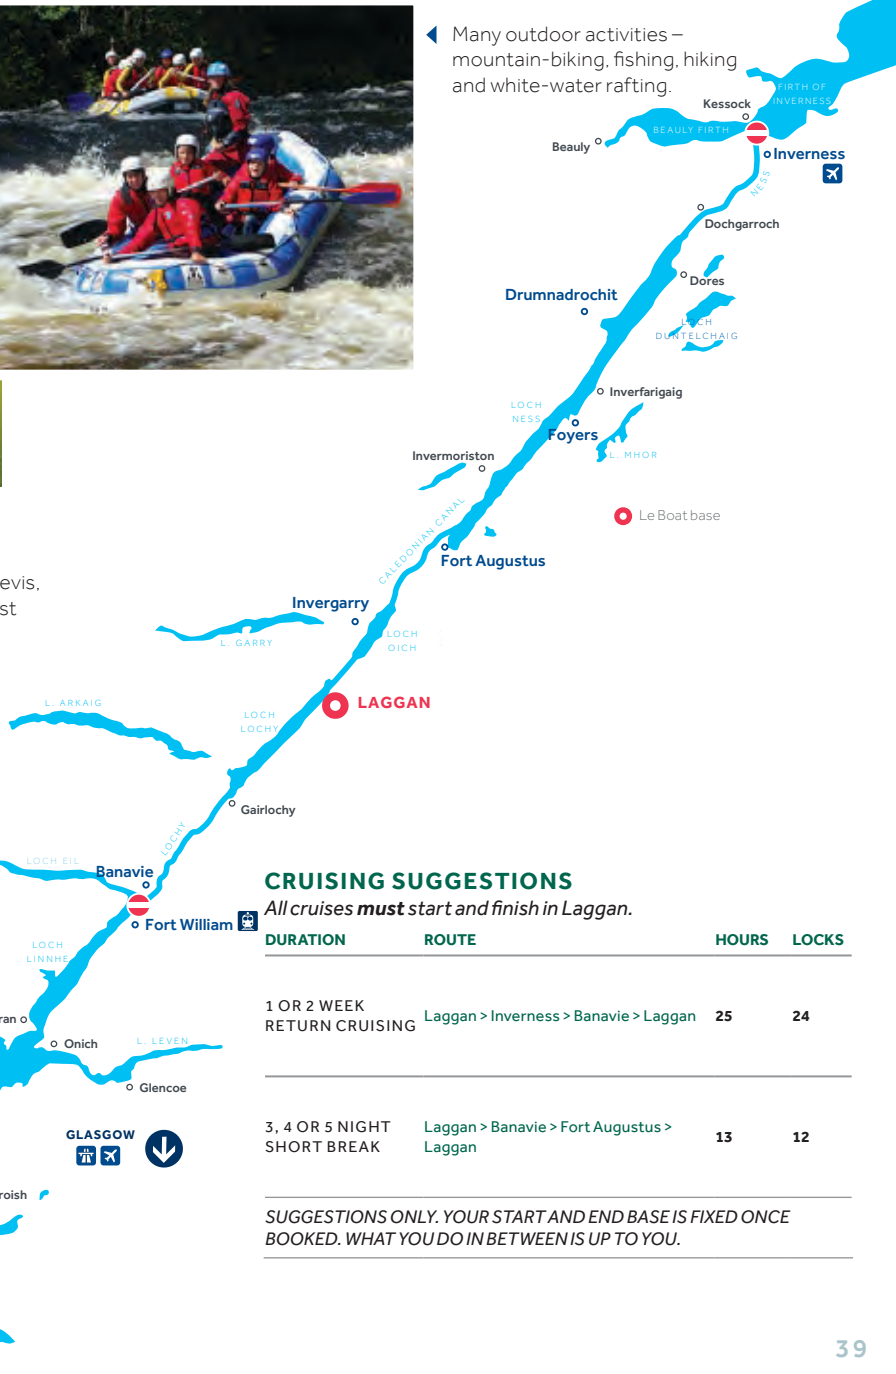 Many outdoor activities –
mountain-biking, fishing, hiking
and white-water rafting.
FIRTH OF
INVERNESS
Kessock
BEAULY FIRTH
Beauly
Inverness
NESS
Dochgarroch
Dores
Drumnadrochit
LOCH
DUNTELCHAIG
Inverfarigaig
LOCH
NESS
Foyers
L. MHOR
Invermoriston
Le Boat base
CALEDONIAN CANAL
Fort Augustus
evis,
st
Invergarry
LOCH
OICH
L. GARRY
LAGGAN
L. ARKAIG
LOCH
LOCHY
Gairlochy
LOCHY
LOCH EIL
Banavie
Fort William
LOCH
LINNHE
ran
Onich
L. LEVEN
Glencoe
GLASGOW
roish
CRUISING SUGGESTIONS
All cruises must start and finish in Laggan.
DURATION ROUTE HOURS LOCKS
1 OR 2 WEEK
RETURN CRUISING Laggan > Inverness > Banavie > Laggan 25 24
3, 4 OR 5 NIGHT
SHORT BREAK
Laggan > Banavie > Fort Augustus >
Laggan
13 12
SUGGESTIONS ONLY. YOUR START AND END BASE IS FIXED ONCE
BOOKED. WHAT YOU DO IN BETWEEN IS UP TO YOU.
39